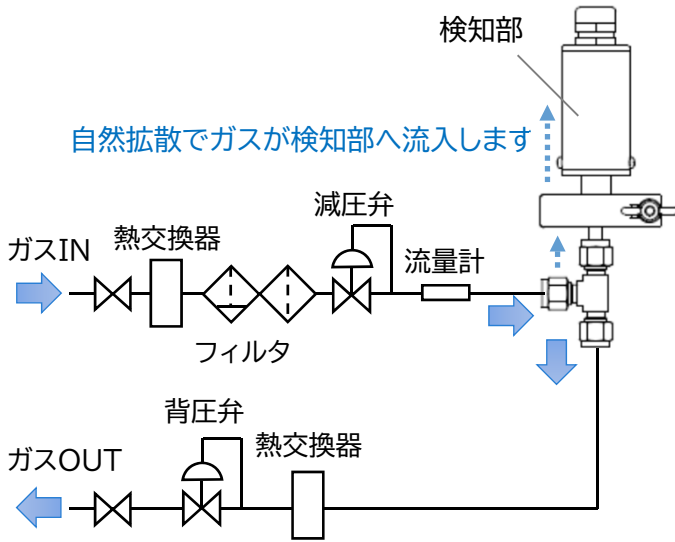 検知部
自然拡散でガスが検知部へ流入します
減圧弁
ガスIN
熱交換器
流量計
フィルタ
背圧弁
ガスOUT
熱交換器